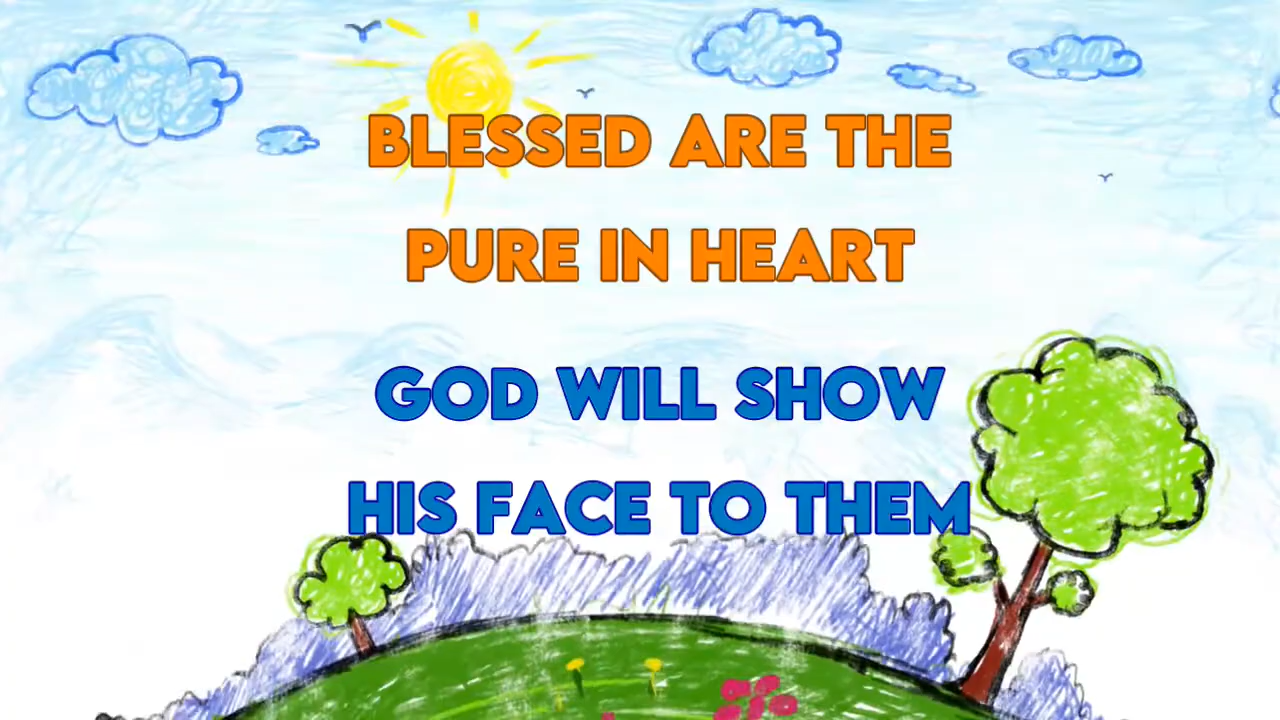 BLESSED ARE THE
PURE IN HEART
GOD WILL SHOW
HIS FACE TO THEM